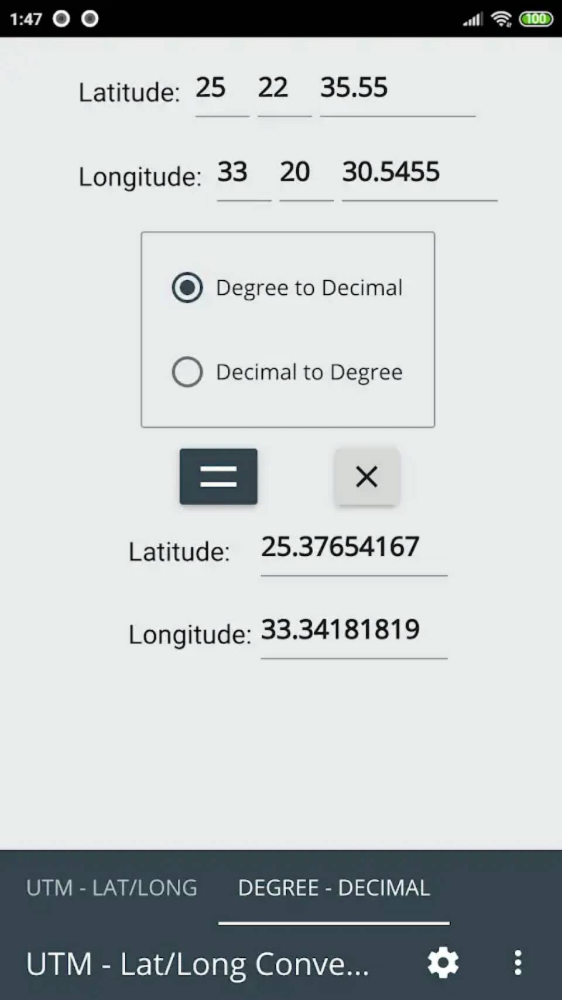 1:47 100
Latitude: 25 22 35.55
Longitude: 33 20 30.5455
Degree to Decimal
Decimal to Degree
Latitude: 25.37654167
Longitude: 33.34181819
UTM - LAT/LONG DEGREE - DECIMAL
UTM - Lat/Long Conve...